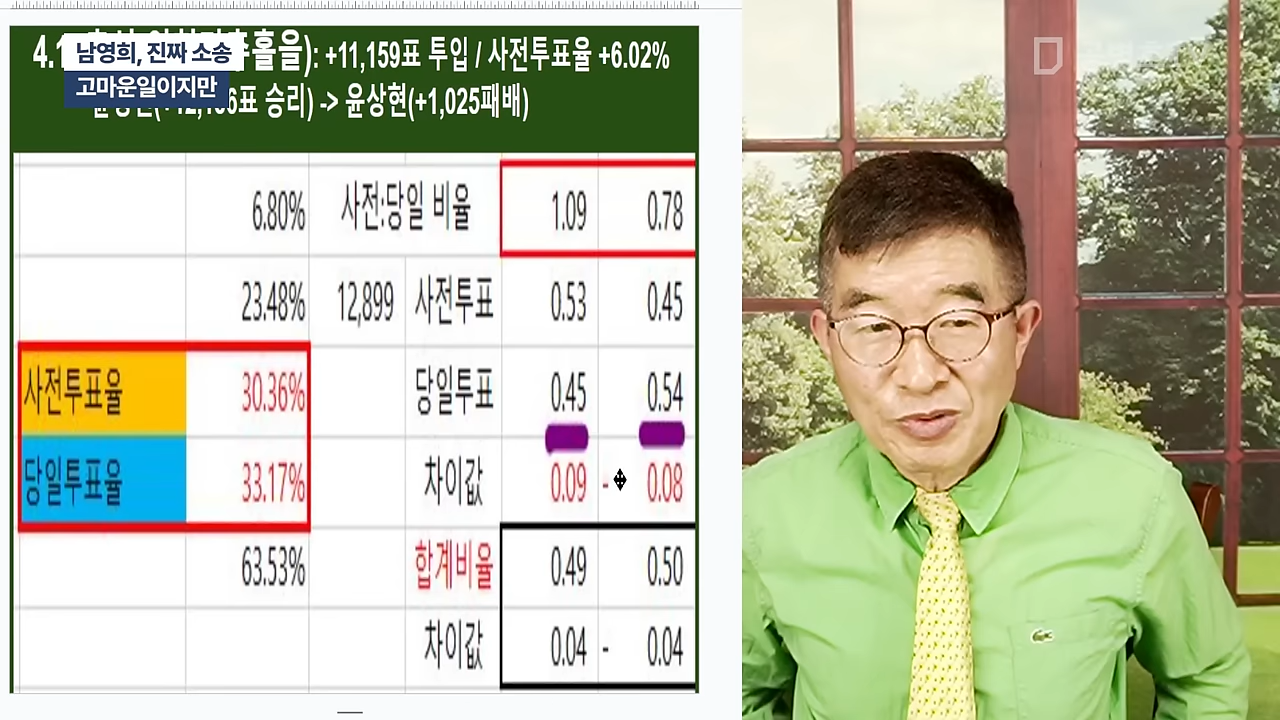 남영희, 진짜 소송
고마운일이지만
홀을): +11,159표 투입 / 사전투표율 +6.02%
표 승리) -> 윤상현(+1,025패배)
6.80% 사전:당일 비율 1.09 0.78
23.48% 12,899 사전투표 0.53 0.45
사전투표율 30.36% 당일투표 0.45 0.54
당일투표율 33.17% 차이값 0.09 - 0.08
63.53% 합계비율 0.49 0.50
차이값 0.04 - 0.04